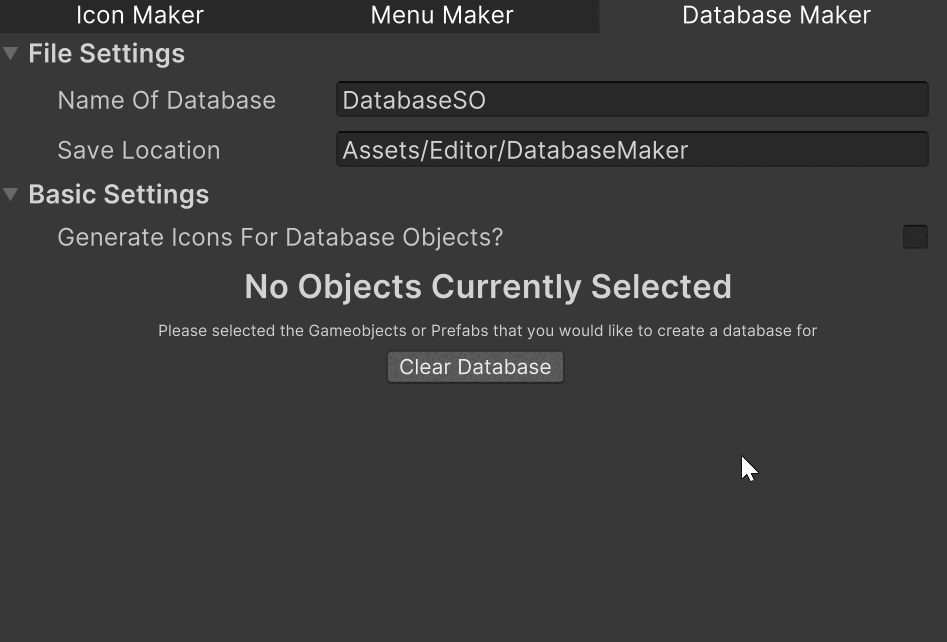 Icon Maker Menu Maker Database Maker
File Settings
Name Of Database DatabaseSO
Save Location Assets/Editor/DatabaseMaker
Basic Settings
Generate Icons For Database Objects?
No Objects Currently Selected
Please selected the Gameobjects or Prefabs that you would like to create a database for
Clear Database